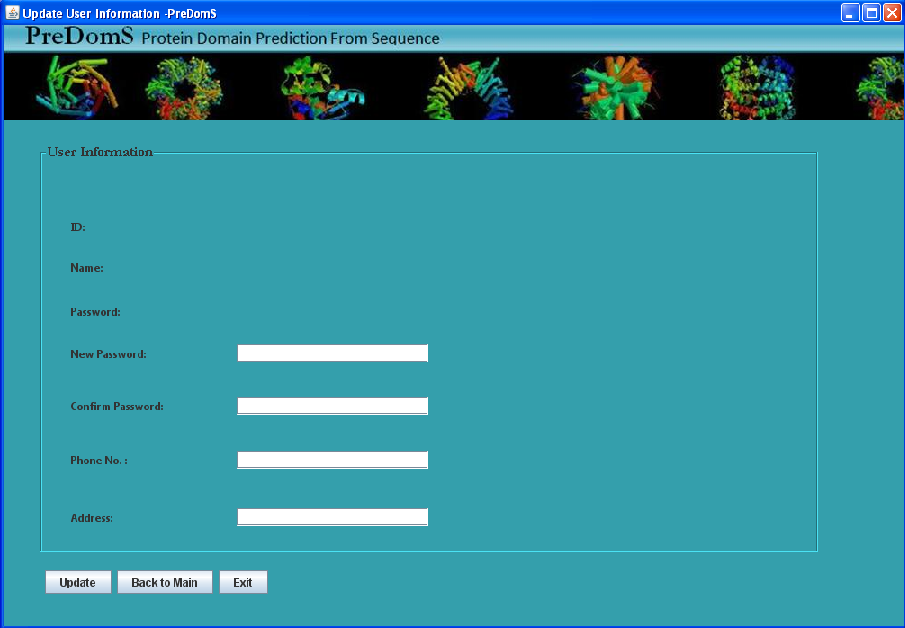 Update User Information -PreDomS
PreDomS Protein Domain Prediction From Sequence
User Information
ID:
Name:
Password:
New Password:
Confirm Password:
Phone No. :
Address:
Update Back to Main Exit